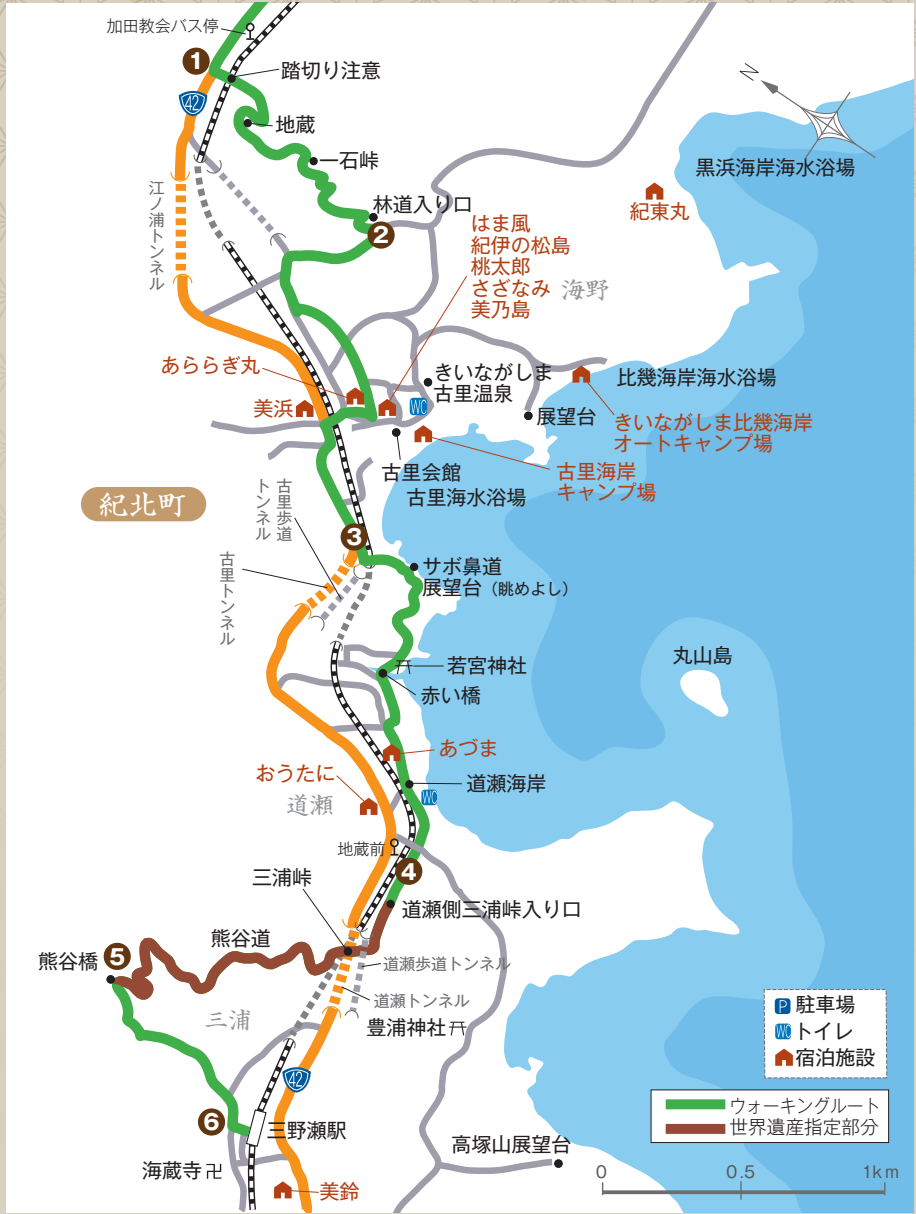 加田教会バス停
1
踏切り注意
42
地蔵
一石峠
N
黒浜海岸海水浴場
紀東丸
江ノ浦トンネル
林道入り口
2
はま風
紀伊の松島
桃太郎
さざなみ
美乃島
海野
あららぎ丸
美浜
WC
きいながしま
古里温泉
比幾海岸海水浴場
展望台
きいながしま比幾海岸
オートキャンプ場
古里会館
古里海水浴場
古里海岸
キャンプ場
紀北町
古里歩道
トンネル
3
古里トンネル
サボ鼻道
展望台（眺めよし）
若宮神社
赤い橋
丸山島
あづま
おうたに
道瀬
道瀬海岸
WC
地蔵前
4
三浦峠
道瀬側三浦峠入り口
熊谷道
熊谷橋
5
道瀬歩道トンネル
道瀬トンネル
三浦
豊浦神社
42
6
三野瀬駅
海蔵寺
美鈴
高塚山展望台
P 駐車場
WC トイレ
宿泊施設
ウォーキングルート
世界遺産指定部分
0 0.5 1km